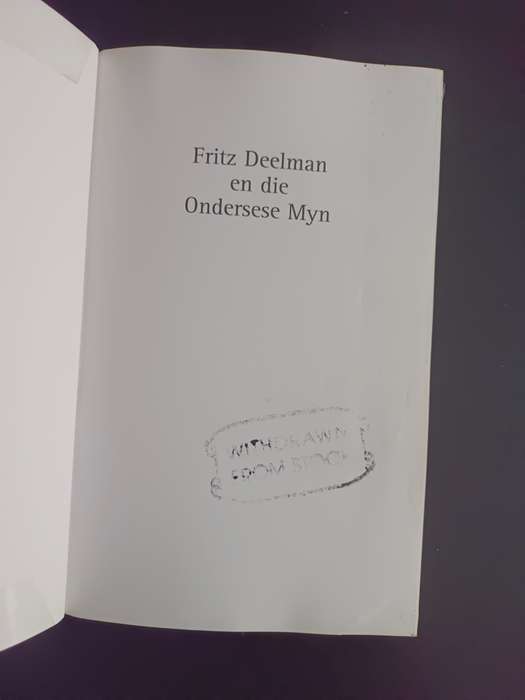 Fritz Deelman
en die
Ondersese Myn
WITHDRAWN
FROM STOCK